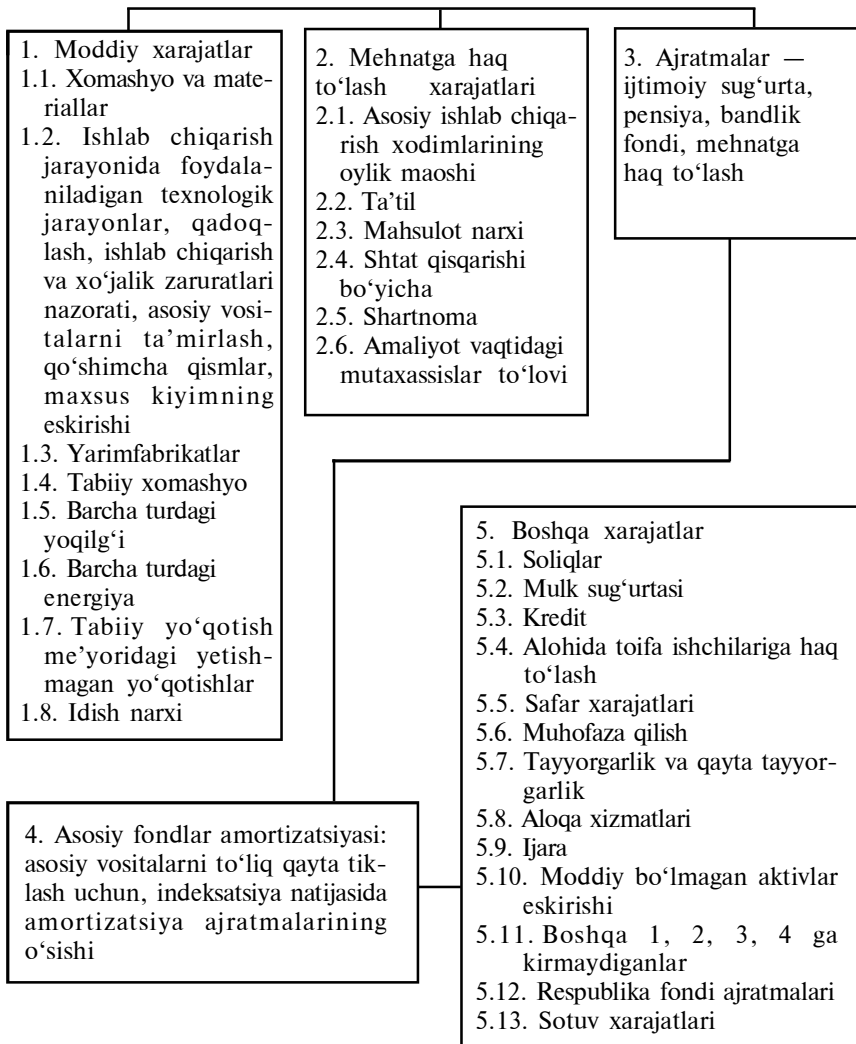 1. Moddiy xarajatlar
1.1. Xomashyo va mate-
riallar
1.2. Ishlab chiqarish
jarayonida foydala-
niladigan texnologik
jarayonlar, qadoq-
lash, ishlab chiqarish
va xo‘jalik zaruratlari
nazorati, asosiy vosi-
talarni ta’mirlash,
qo‘shimcha qismlar,
maxsus kiyimning
eskirishi
1.3. Yarimfabrikatlar
1.4. Tabiiy xomashyo
1.5. Barcha turdagi
yoqilg‘i
1.6. Barcha turdagi
energiya
1.7. Tabiiy yo‘qotish
me’yoridagi yetish-
magan yo‘qotishlar
1.8. Idish narxi
2. Mehnatga haq
to‘lash xarajatlari
2.1. Asosiy ishlab chiqa-
rish xodimlarining
oylik maoshi
2.2. Ta’til
2.3. Mahsulot narxi
2.4. Shtat qisqarishi
bo‘yicha
2.5. Shartnoma
2.6. Amaliyot vaqtidagi
mutaxassislar to‘lovi
3. Ajratmalar —
ijtimoiy sug‘urta,
pensiya, bandlik
fondi, mehnatga
haq to‘lash
4. Asosiy fondlar amortizatsiyasi:
asosiy vositalarni to‘liq qayta tik-
lash uchun, indeksatsiya natijasida
amortizatsiya ajratmalarining
o‘sishi
5. Boshqa xarajatlar
5.1. Soliqlar
5.2. Mulk sug‘urtasi
5.3. Kredit
5.4. Alohida toifa ishchilariga haq
to‘lash
5.5. Safar xarajatlari
5.6. Muhofaza qilish
5.7. Tayyorgarlik va qayta tayyor-
garlik
5.8. Aloqa xizmatlari
5.9. Ijara
5.10. Moddiy bo‘lmagan aktivlar
eskirishi
5.11. Boshqa 1, 2, 3, 4 ga
kirmaydiganlar
5.12. Respublika fondi ajratmalari
5.13. Sotuv xarajatlari